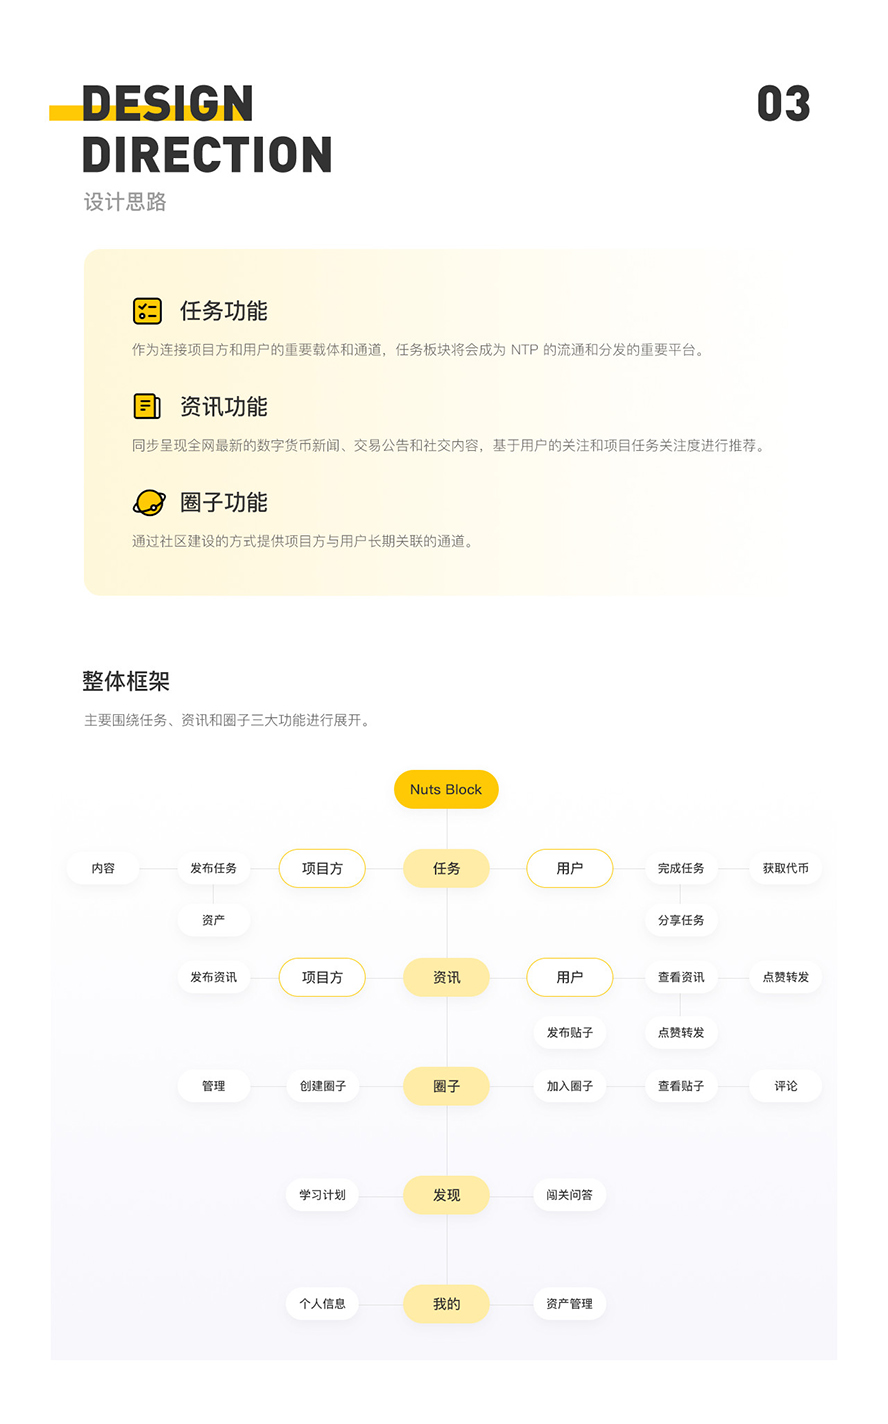 DESIGN
03
DIRECTION
设计思路
任务功能
作为连接项目方和用户的重要载体和通道，任务板块将会成为 NTP 的流通和分发的重要平台。
资讯功能
同步呈现全网最新的数字货币新闻、交易公告和社交内容，基于用户的关注和项目任务关注度进行推荐。
圈子功能
通过社区建设的方式提供项目方与用户长期关联的通道。
整体框架
主要围绕任务、资讯和圈子三大功能进行展开。
Nuts Block
内容 发布任务 项目方 任务 用户 完成任务 获取代币
资产 分享任务
发布资讯 项目方 资讯 用户 查看资讯 点赞转发
发布贴子 点赞转发
管理 创建圈子 圈子 加入圈子 查看贴子 评论
学习计划 发现 闯关问答
个人信息 我的 资产管理